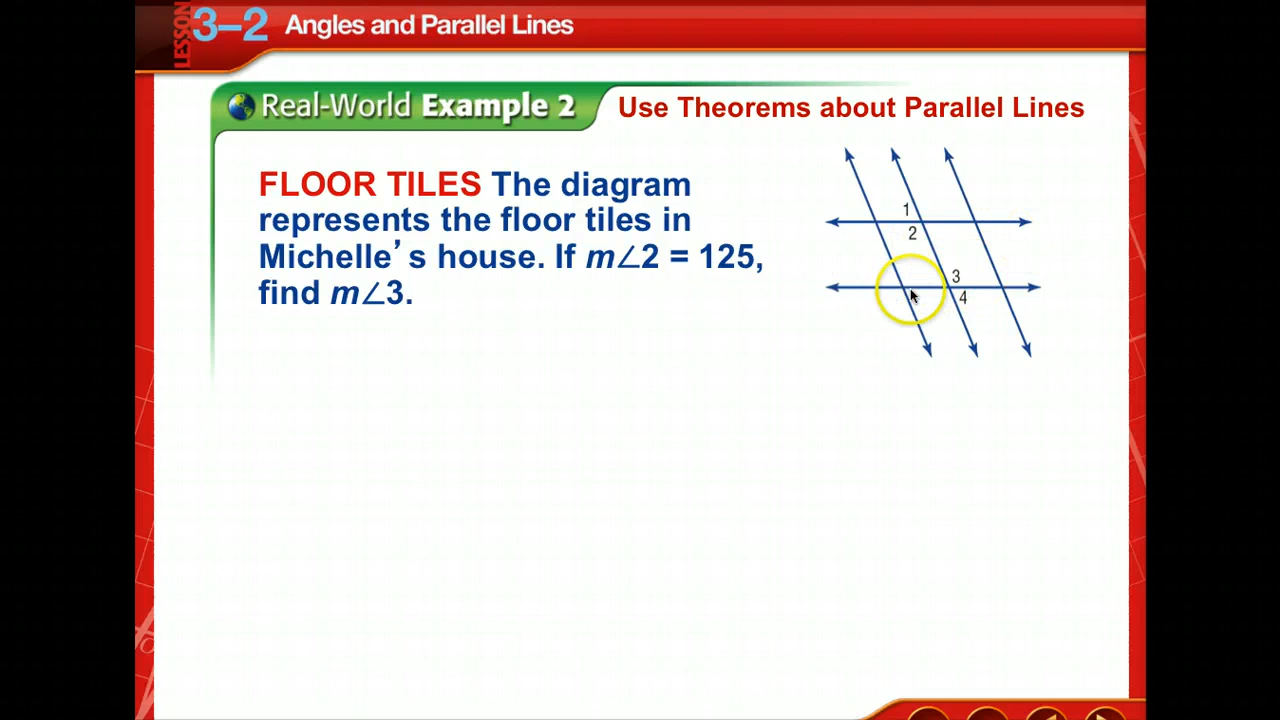 LESSON 3–2 Angles and Parallel Lines
Real-World Example 2
Use Theorems about Parallel Lines
FLOOR TILES The diagram
represents the floor tiles in
Michelle’s house. If m∠2 = 125,
find m∠3.
1
2
3
4